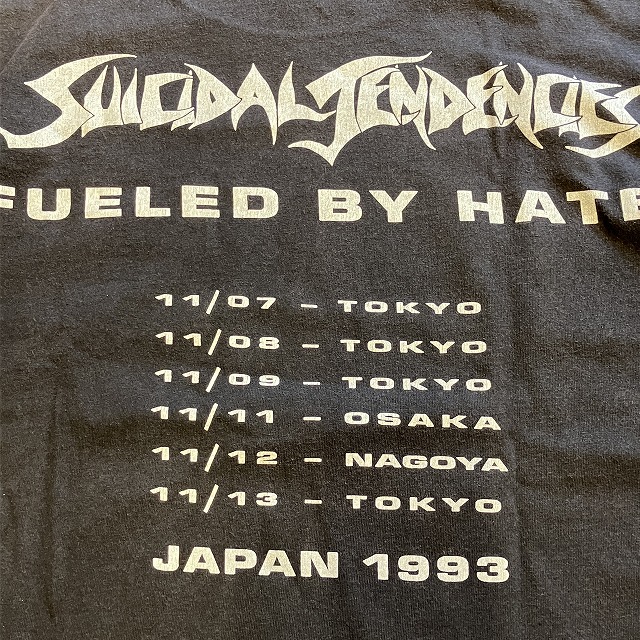 SUICIDAL TENDENCIES
FUELED BY HATE
11/07 – TOKYO
11/08 – TOKYO
11/09 – TOKYO
11/11 – OSAKA
11/12 – NAGOYA
11/13 – TOKYO
JAPAN 1993